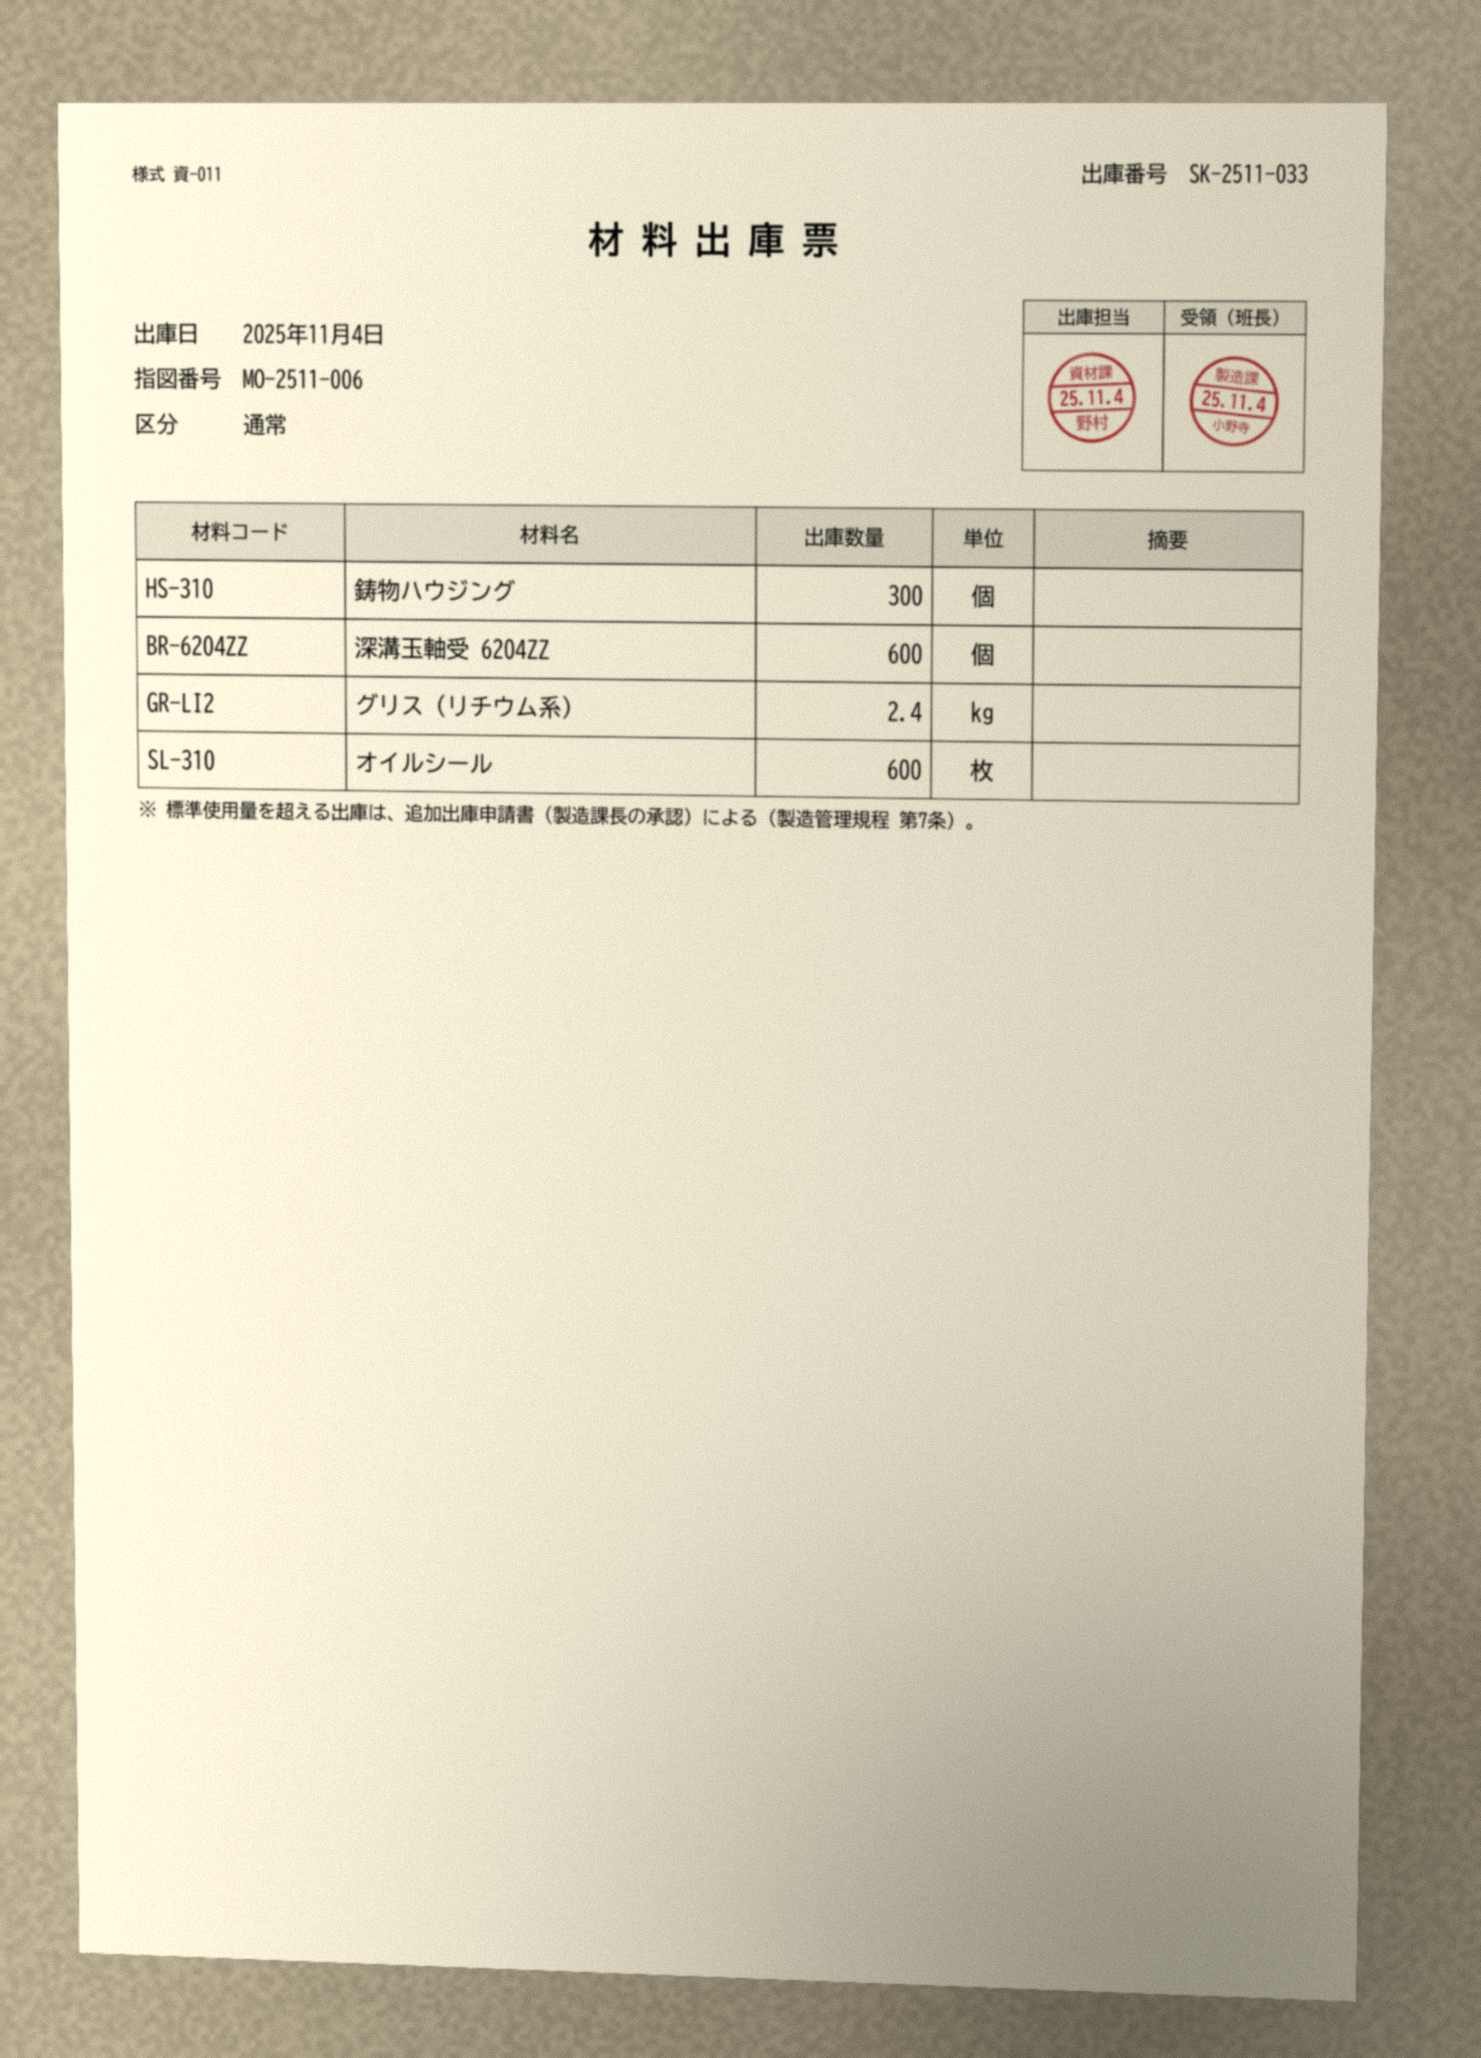 様式 資-011
出庫番号 SK-2511-033
材料出庫票
出庫日 2025年11月4日
指図番号 MO-2511-006
区分 通常
出庫担当 受領（班長）
資材課
25.11.4
野村
製造課
25.11.4
小野寺
材料コード 材料名 出庫数量 単位 摘要
HS-310 鋳物ハウジング 300 個
BR-6204ZZ 深溝玉軸受 6204ZZ 600 個
GR-LI2 グリス（リチウム系） 2.4 kg
SL-310 オイルシール 600 枚
※ 標準使用量を超える出庫は、追加出庫申請書（製造課長の承認）による（製造管理規程 第7条）。